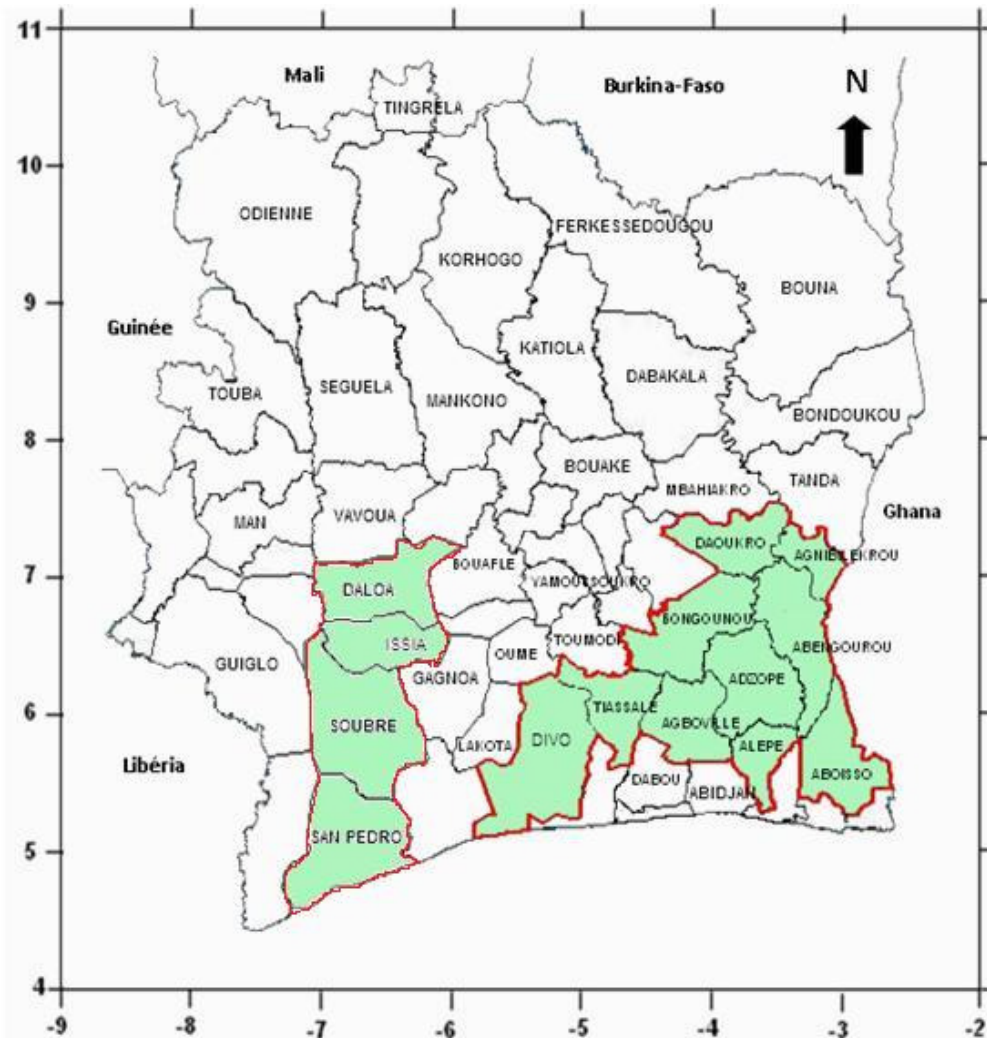 11
Mali
Burkina-Faso
N
TINGRELA
10
ODIENNE
FERKESSEDOUGOU
KORHOGO
BOUNA
9
Guinée
KATIOLA
DABAKALA
TOUBA
SEGUELA
MANKONO
BONDOUKOU
8
BOUAKE
TANDA
MBAHIAKRO
MAN
VAVOUA
Ghana
DAOUKRO
AGNIBILEKROU
7
DALOA
BOUAFLE
YAMOUSSOUKRO
BONGOUNOU
ISSIA
TOUMODI
ABENGOUROU
GUIGLO
OUME
GAGNOA
ADZOPE
6
SOUBRE
TIASSALE
AGBOVILLE
DIVO
LAKOTA
ALEPE
Libéria
DABOU
ABIDJAN
ABOISSO
5
SAN PEDRO
4
-9
-8
-7
-6
-5
-4
-3
-2